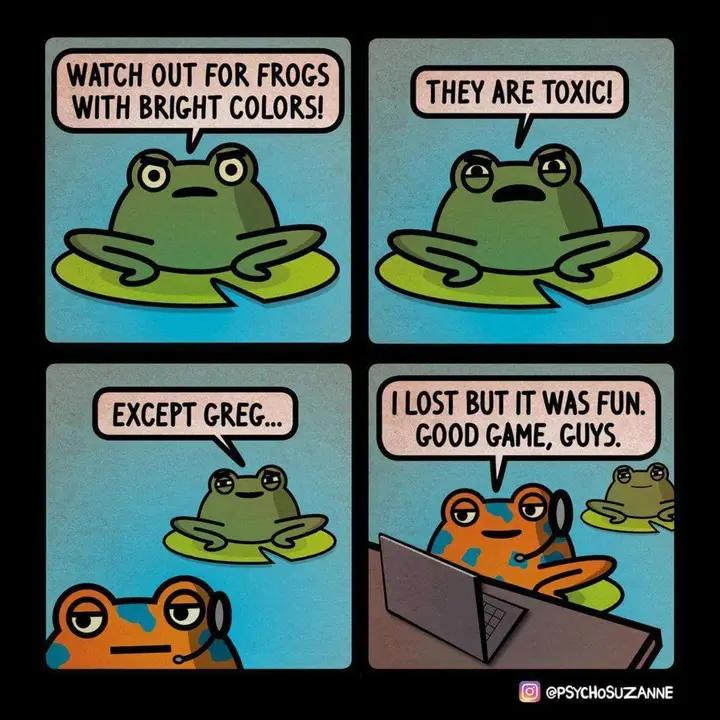 WATCH OUT FOR FROGS
WITH BRIGHT COLORS!
THEY ARE TOXIC!
EXCEPT GREG...
I LOST BUT IT WAS FUN.
GOOD GAME, GUYS.
@PSYCHOSUZANNE